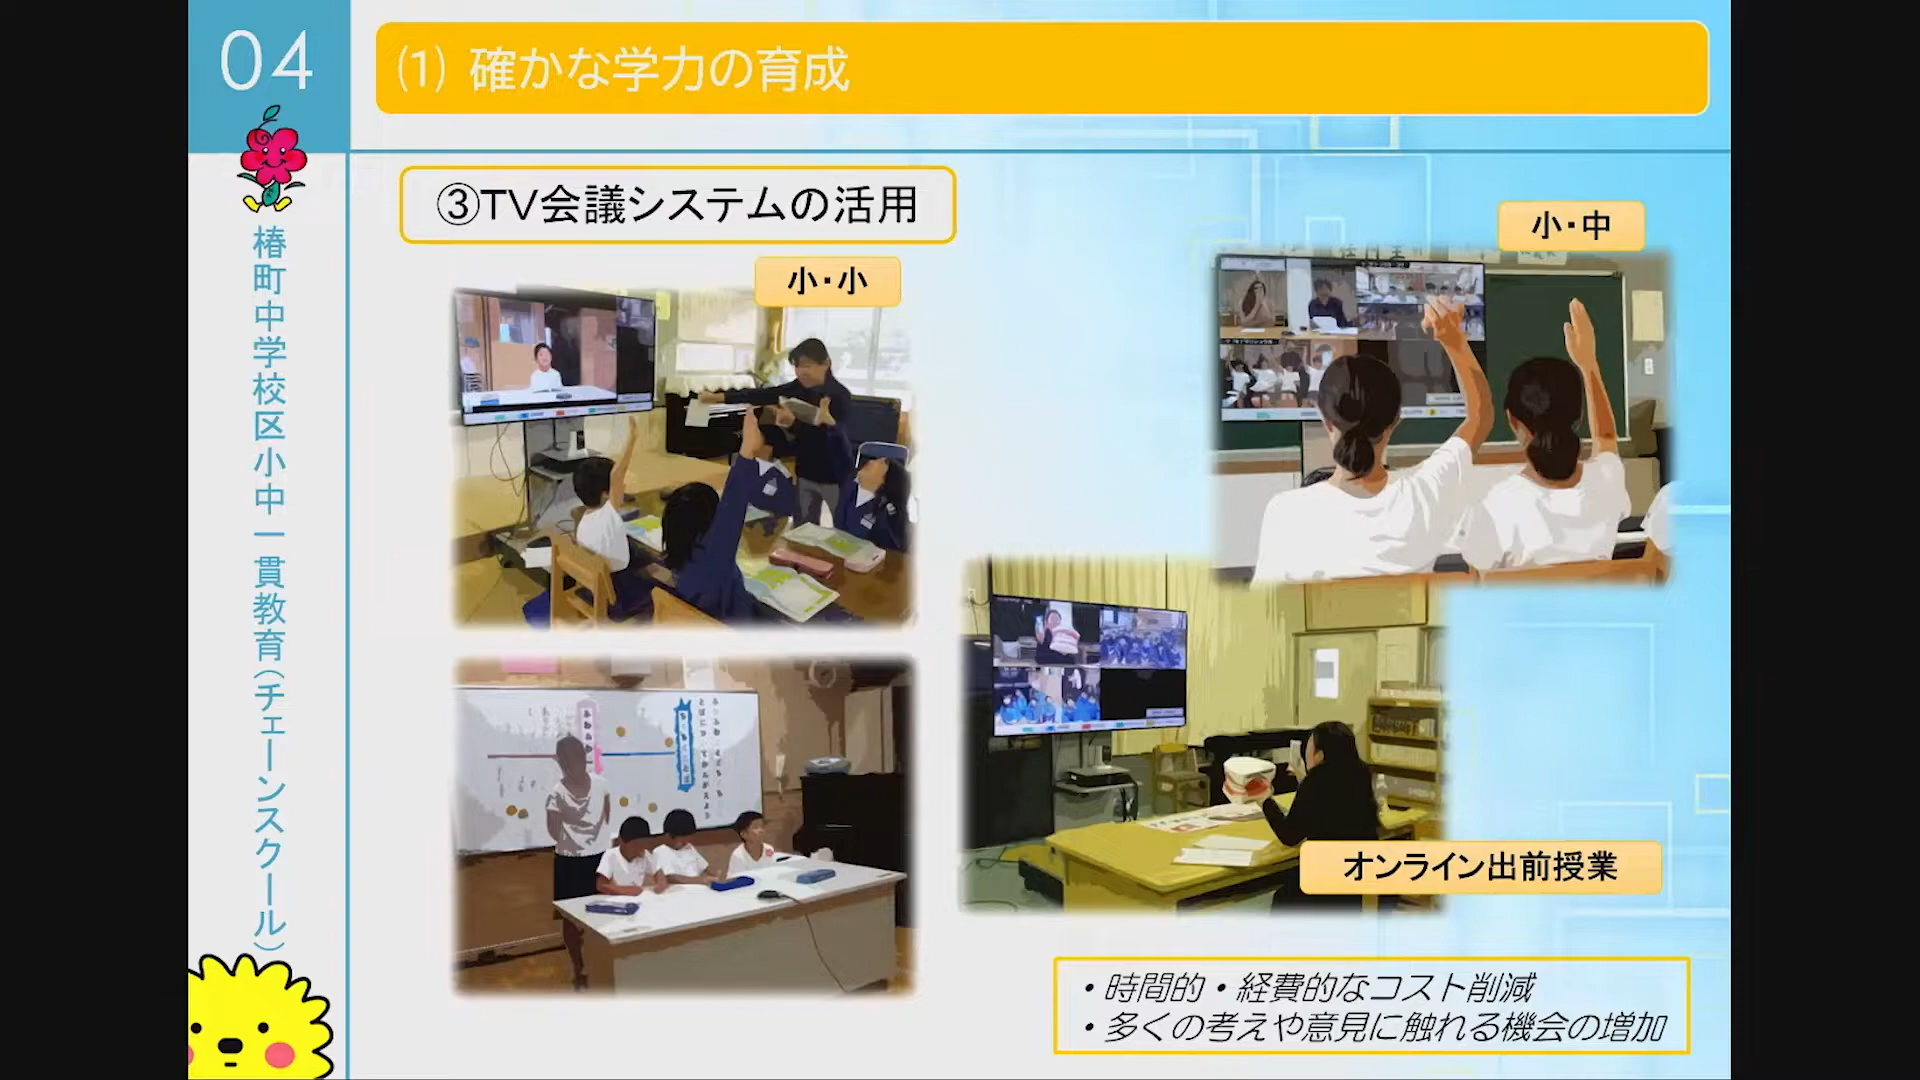 04
(1) 確かな学力の育成
椿町中学校区小中一貫教育(チェーンスクール)
③TV会議システムの活用
小・小
小・中
オンライン出前授業
・時間的・経費的なコスト削減
・多くの考えや意見に触れる機会の増加